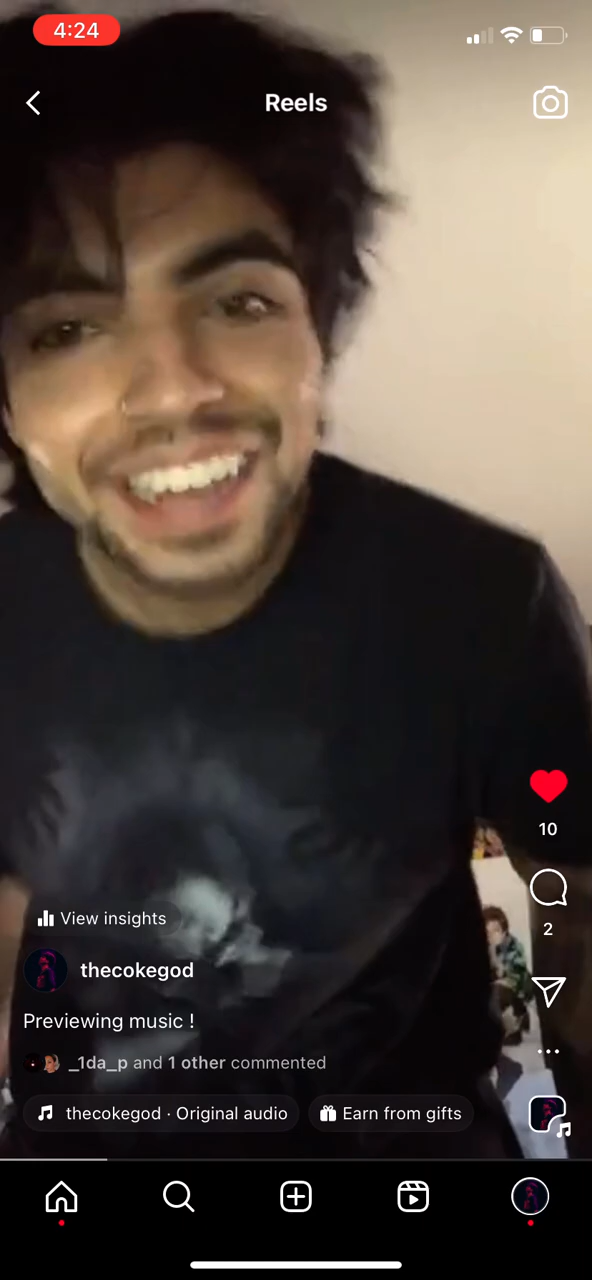 4:24
Reels
10
2
View insights
thecokegod
Previewing music !
_1da_p and 1 other commented
thecokegod · Original audio
Earn from gifts